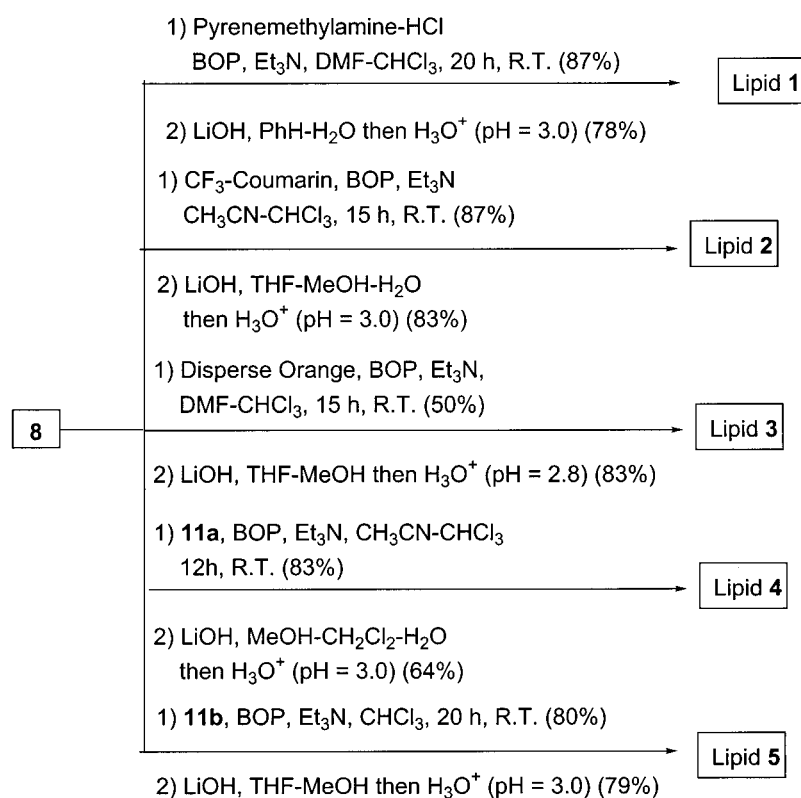 1) Pyrenemethylamine-HCl
BOP, Et₃N, DMF-CHCl₃, 20 h, R.T. (87%)
Lipid 1
2) LiOH, PhH-H₂O then H₃O⁺ (pH = 3.0) (78%)
1) CF₃-Coumarin, BOP, Et₃N
CH₃CN-CHCl₃, 15 h, R.T. (87%)
Lipid 2
2) LiOH, THF-MeOH-H₂O
then H₃O⁺ (pH = 3.0) (83%)
1) Disperse Orange, BOP, Et₃N,
DMF-CHCl₃, 15 h, R.T. (50%)
8
Lipid 3
2) LiOH, THF-MeOH then H₃O⁺ (pH = 2.8) (83%)
1) 11a, BOP, Et₃N, CH₃CN-CHCl₃
12h, R.T. (83%)
Lipid 4
2) LiOH, MeOH-CH₂Cl₂-H₂O
then H₃O⁺ (pH = 3.0) (64%)
1) 11b, BOP, Et₃N, CHCl₃, 20 h, R.T. (80%)
Lipid 5
2) LiOH, THF-MeOH then H₃O⁺ (pH = 3.0) (79%)